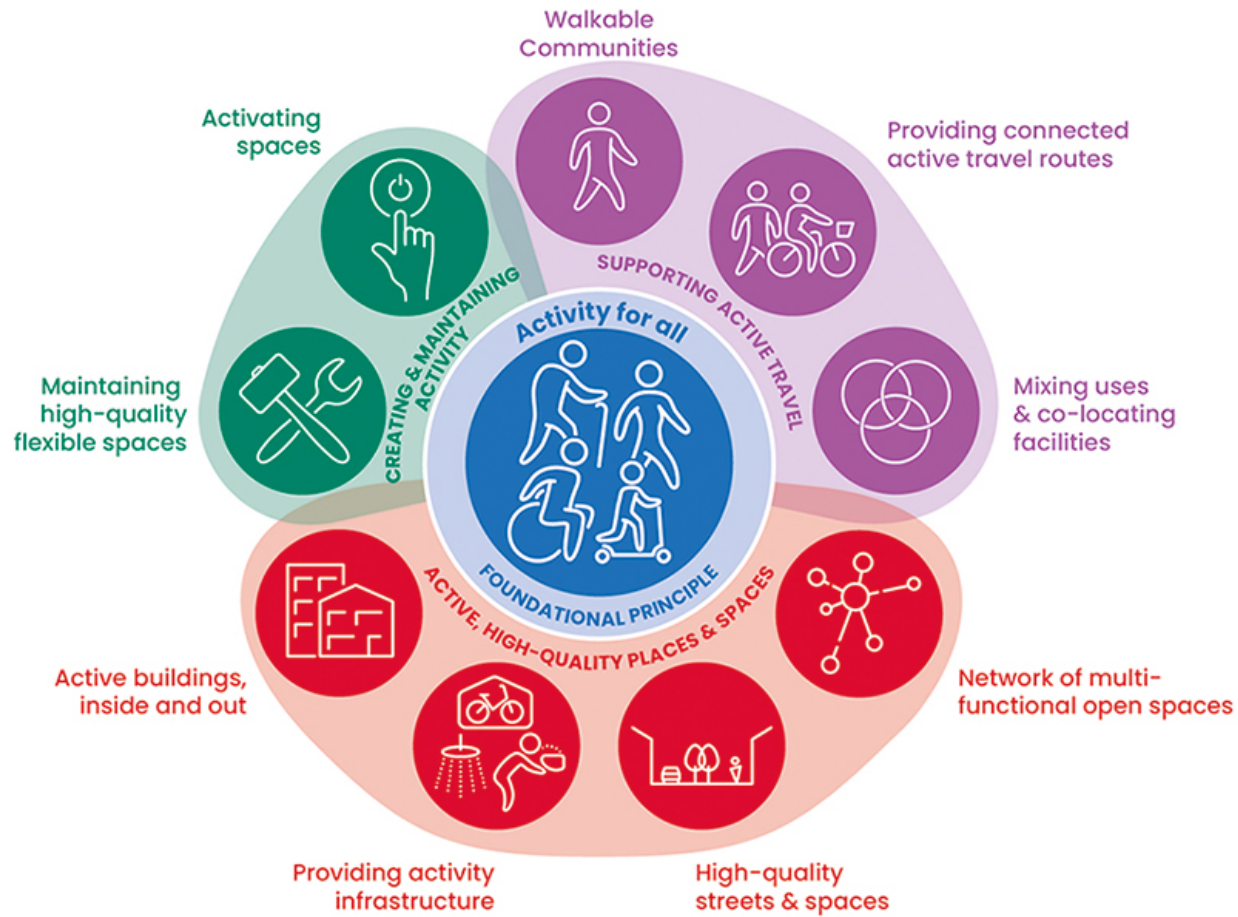 Walkable
Communities
Activating
spaces
Providing connected
active travel routes
SUPPORTING ACTIVE TRAVEL
CREATING & MAINTAINING
ACTIVITY
Activity for all
Maintaining
high-quality
flexible spaces
Mixing uses
& co-locating
facilities
FOUNDATIONAL PRINCIPLE
ACTIVE, HIGH-QUALITY PLACES & SPACES
Active buildings,
inside and out
Network of multi-
functional open spaces
Providing activity
infrastructure
High-quality
streets & spaces